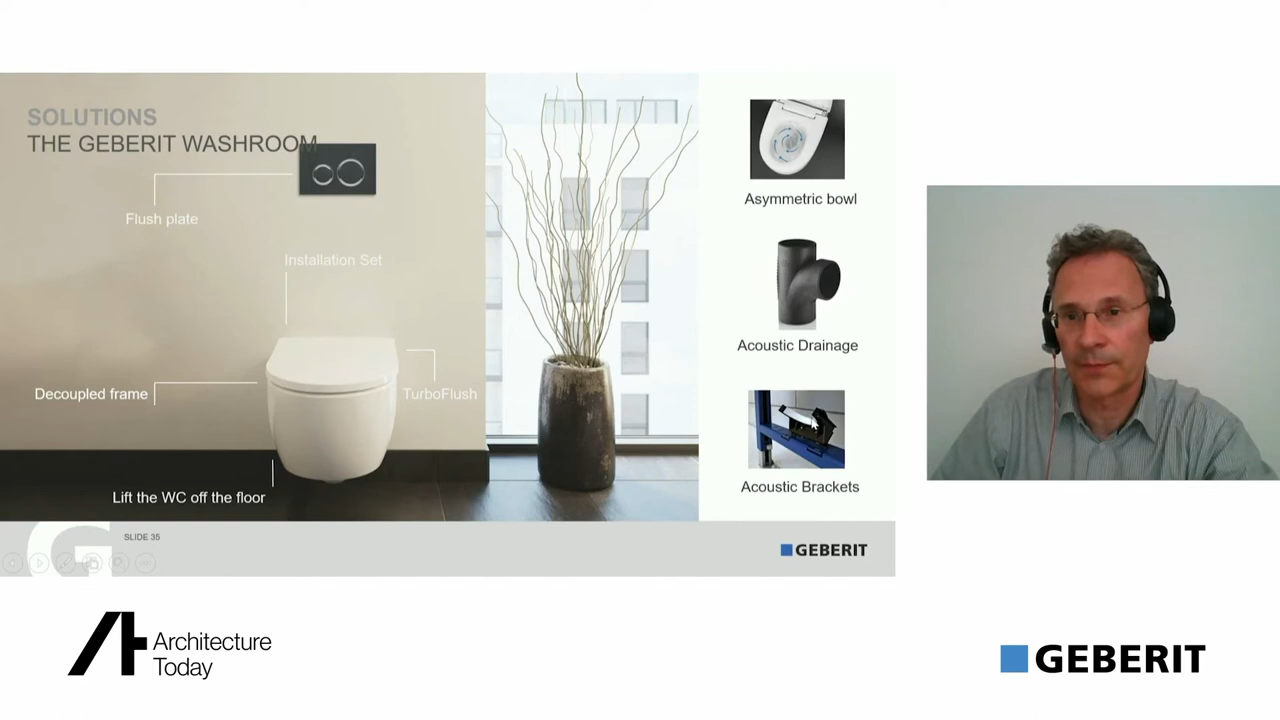 SOLUTIONS
THE GEBERIT WASHROOM
Flush plate
Installation Set
Decoupled frame
TurboFlush
Lift the WC off the floor
Asymmetric bowl
Acoustic Drainage
Acoustic Brackets
SLIDE 35
GEBERIT
Architecture
Today
GEBERIT